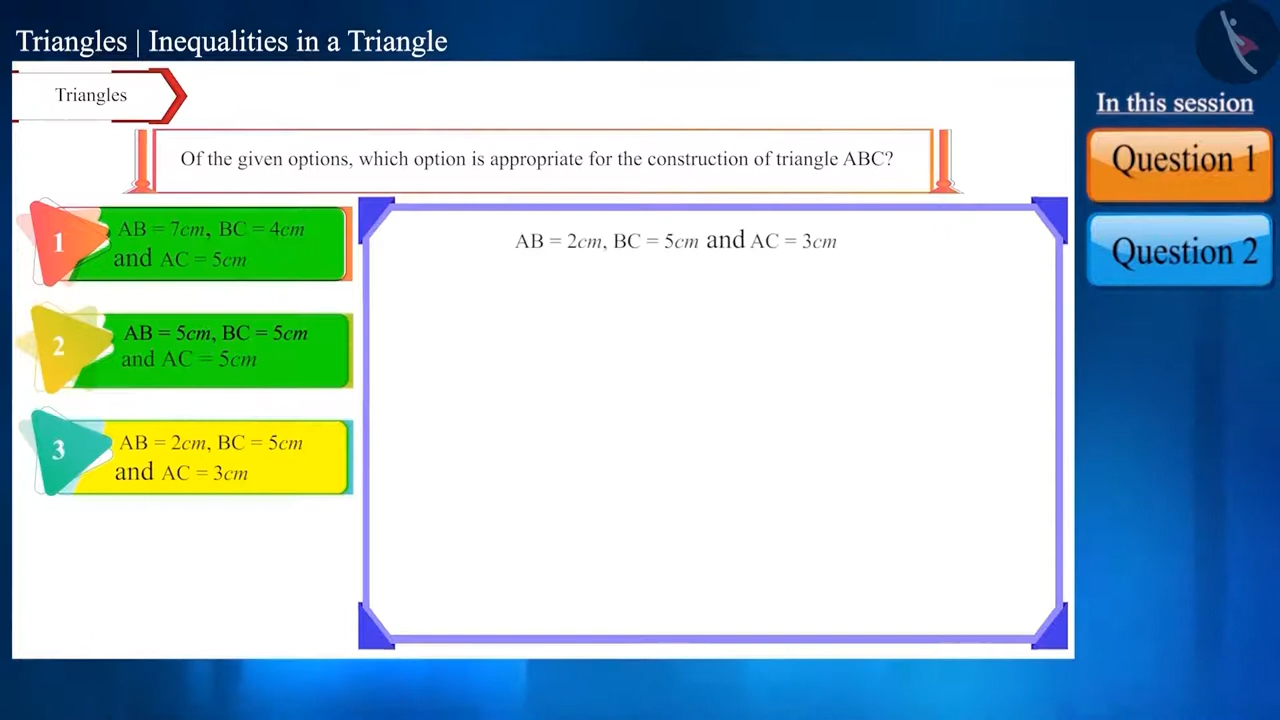 Triangles | Inequalities in a Triangle
Triangles
In this session
Question 1
Question 2
Of the given options, which option is appropriate for the construction of triangle ABC?
1
AB = 7cm, BC = 4cm
and AC = 5cm
2
AB = 5cm, BC = 5cm
and AC = 5cm
3
AB = 2cm, BC = 5cm
and AC = 3cm
AB = 2cm, BC = 5cm and AC = 3cm